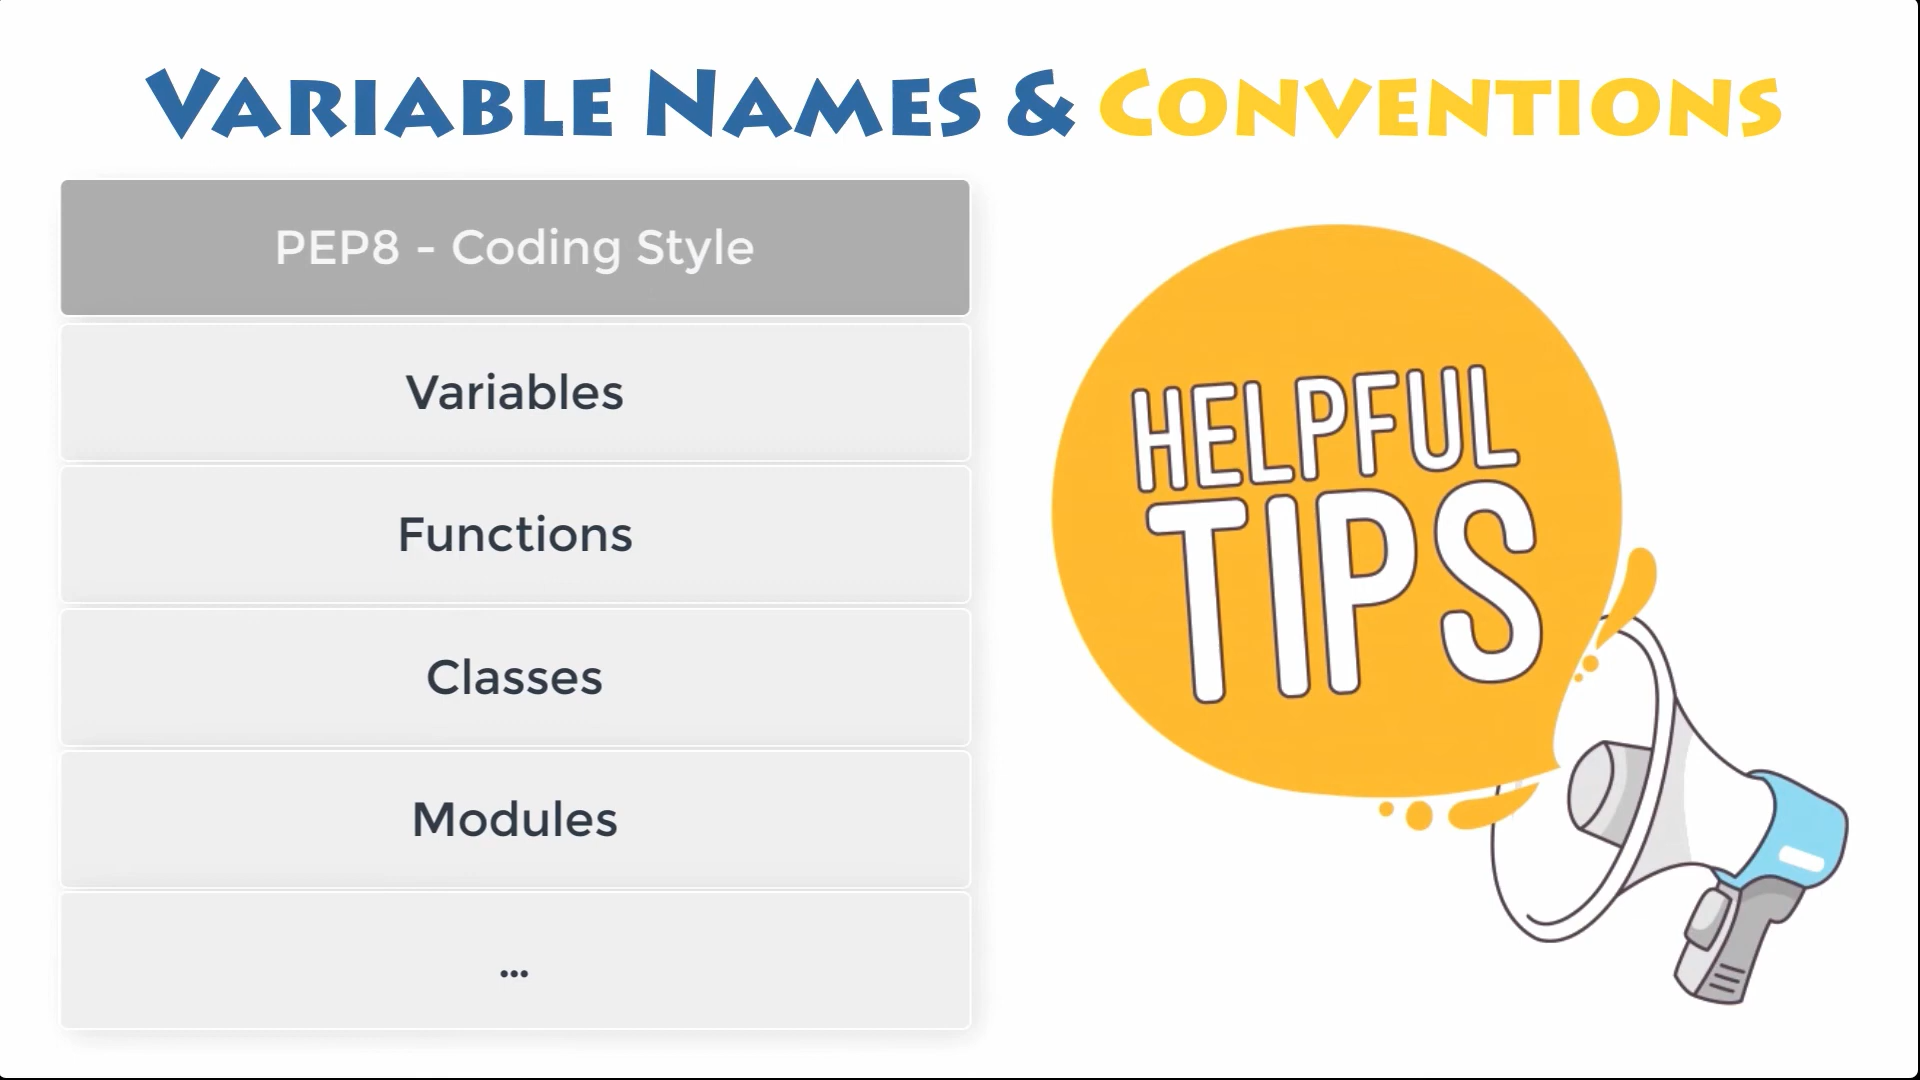 VARIABLE NAMES & CONVENTIONS
PEP8 - Coding Style
Variables
Functions
Classes
Modules
...
HELPFUL
TIPS